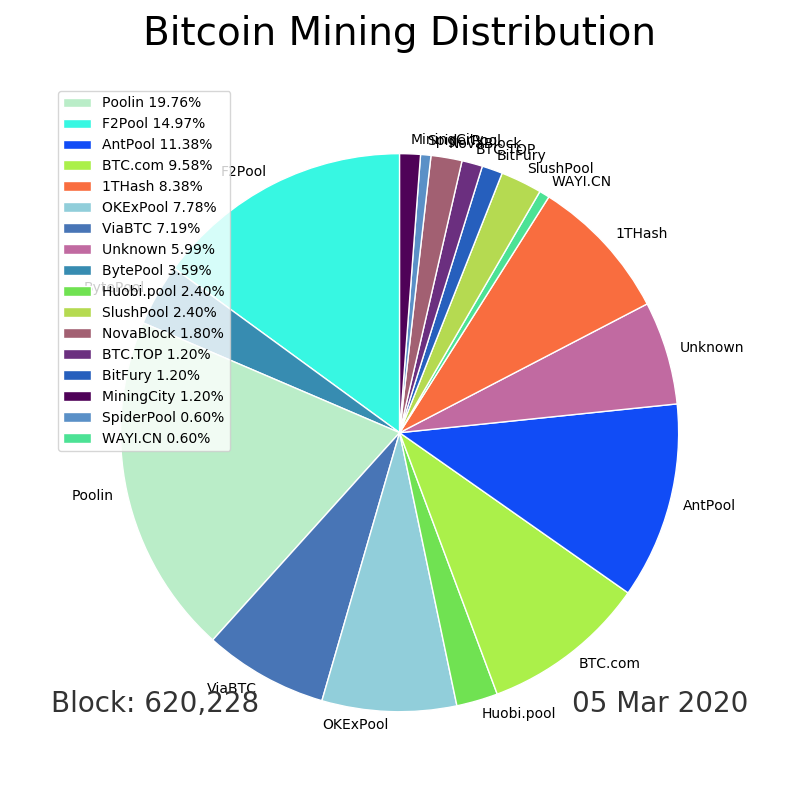 Bitcoin Mining Distribution
Poolin 19.76%
F2Pool 14.97%
AntPool 11.38%
BTC.com 9.58%
1THash 8.38%
OKExPool 7.78%
ViaBTC 7.19%
Unknown 5.99%
BytePool 3.59%
Huobi.pool 2.40%
SlushPool 2.40%
NovaBlock 1.80%
BTC.TOP 1.20%
BitFury 1.20%
MiningCity 1.20%
SpiderPool 0.60%
WAYI.CN 0.60%
MiningCity
SpiderPool
NovaBlock
BTC.TOP
BitFury
SlushPool
WAYI.CN
F2Pool
1THash
BytePool
Unknown
Poolin
AntPool
BTC.com
ViaBTC
Huobi.pool
OKExPool
Block: 620,228
05 Mar 2020